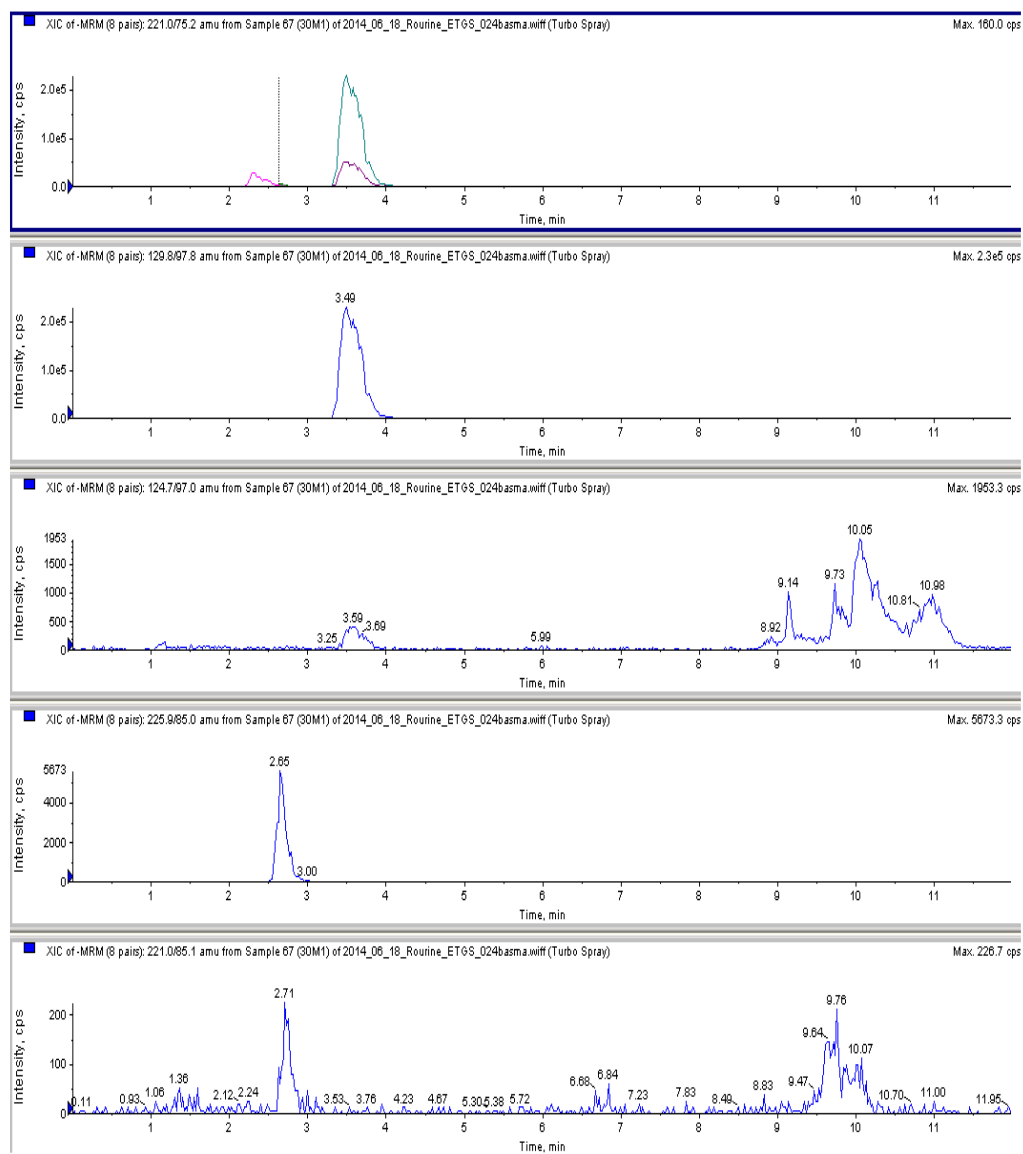 XIC of -MRM (8 pairs): 221.0/75.2 amu from Sample 67 (30M1) of 2014_06_18_Rourine_ETGS_024basma.wiff (Turbo Spray) Max. 160.0 cps
Intensity, cps
2.0e5
1.0e5
0.0
1 2 3 4 5 6 7 8 9 10 11
Time, min
XIC of -MRM (8 pairs): 129.8/97.8 amu from Sample 67 (30M1) of 2014_06_18_Rourine_ETGS_024basma.wiff (Turbo Spray) Max. 2.3e5 cps
3.49
Intensity, cps
2.0e5
1.0e5
0.0
1 2 3 4 5 6 7 8 9 10 11
Time, min
XIC of -MRM (8 pairs): 124.7/97.0 amu from Sample 67 (30M1) of 2014_06_18_Rourine_ETGS_024basma.wiff (Turbo Spray) Max. 1953.3 cps
Intensity, cps
1953 10.05
1500
9.14 9.73
1000
10.81 10.98
500
3.25 3.59 3.69 5.99 8.92
0
1 2 3 4 5 6 7 8 9 10 11
Time, min
XIC of -MRM (8 pairs): 225.9/85.0 amu from Sample 67 (30M1) of 2014_06_18_Rourine_ETGS_024basma.wiff (Turbo Spray) Max. 5673.3 cps
2.65
Intensity, cps
5673
4000
2000
3.00
0
1 2 3 4 5 6 7 8 9 10 11
Time, min
XIC of -MRM (8 pairs): 221.0/85.1 amu from Sample 67 (30M1) of 2014_06_18_Rourine_ETGS_024basma.wiff (Turbo Spray) Max. 226.7 cps
2.71
Intensity, cps
200 9.76
9.64
10.07
100
1.36 6.68 6.84 9.47
0.11 0.93 1.06 2.12 2.24 3.53 3.76 4.23 4.67 5.30 5.38 5.72 7.23 7.83 8.49 8.83 10.70 11.00 11.95
0
1 2 3 4 5 6 7 8 9 10 11
Time, min